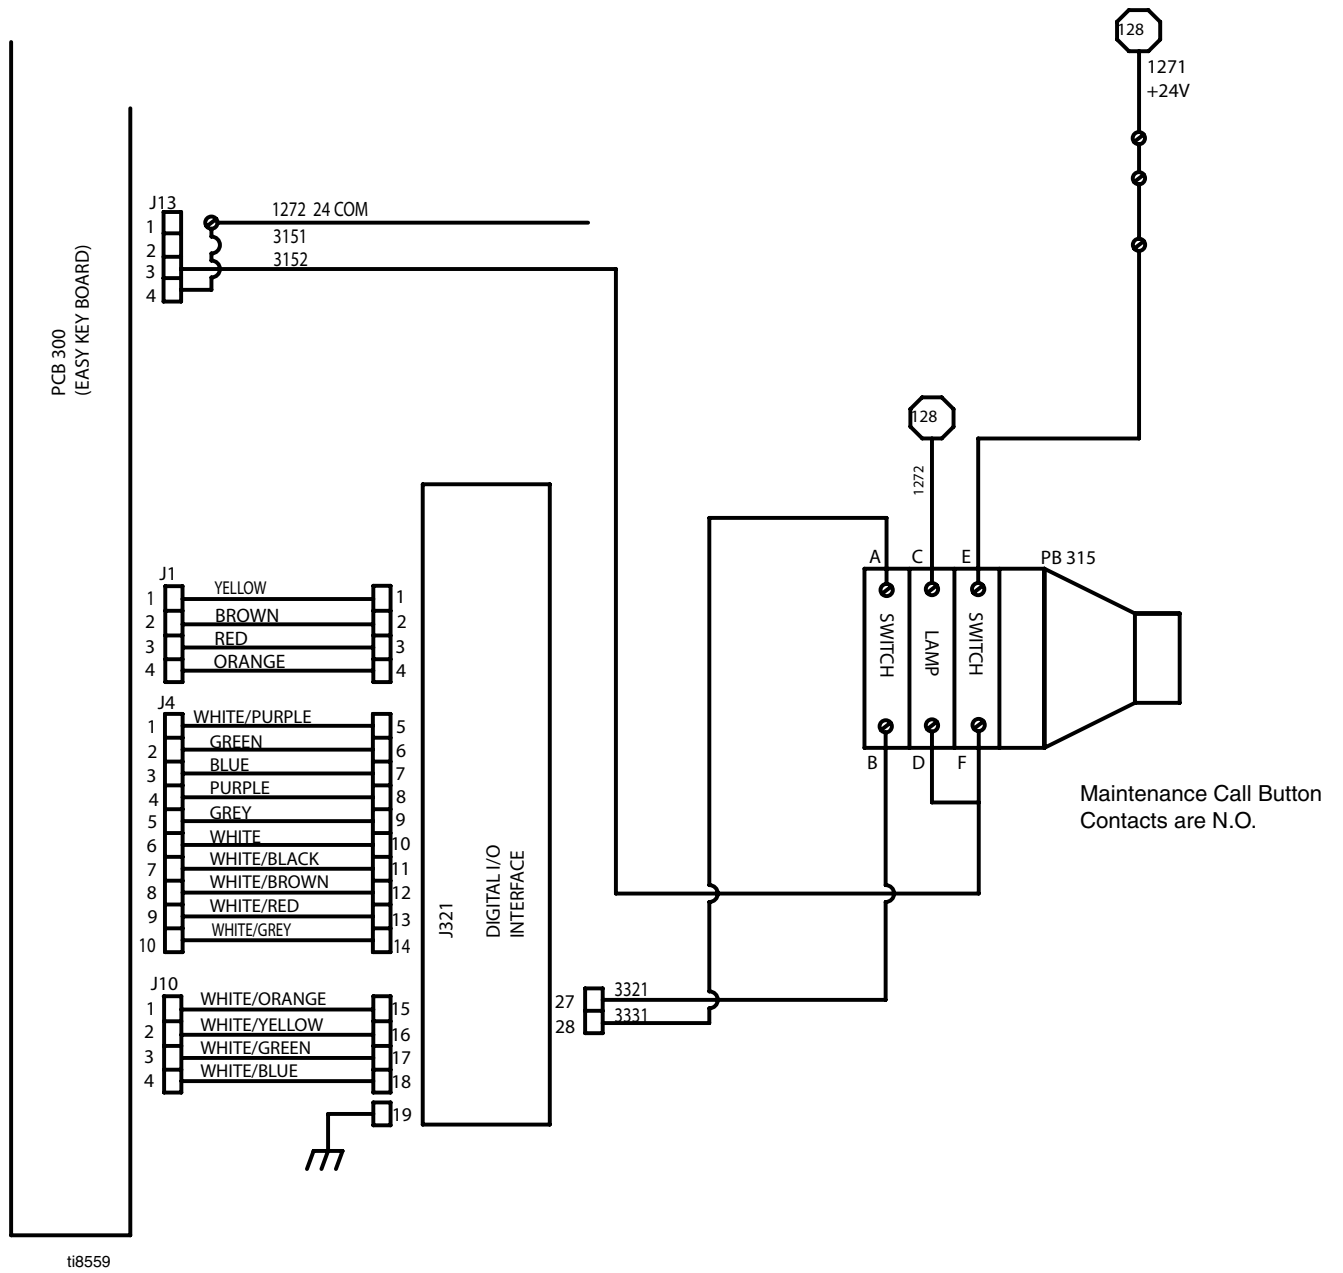 128
1271
+24V
J13
1
2
3
4
1272 24 COM
3151
3152
PCB 300
(EASY KEY BOARD)
128
1272
A
C
E
PB 315
SWITCH
LAMP
SWITCH
B
D
F
Maintenance Call Button
Contacts are N.O.
J1
1 YELLOW 1
2 BROWN 2
3 RED 3
4 ORANGE 4
J4
1 WHITE/PURPLE 5
2 GREEN 6
3 BLUE 7
4 PURPLE 8
5 GREY 9
6 WHITE 10
7 WHITE/BLACK 11
8 WHITE/BROWN 12
9 WHITE/RED 13
10 WHITE/GREY 14
J10
1 WHITE/ORANGE 15
2 WHITE/YELLOW 16
3 WHITE/GREEN 17
4 WHITE/BLUE 18
19
J321
DIGITAL I/O
INTERFACE
27 3321
28 3331
ti8559